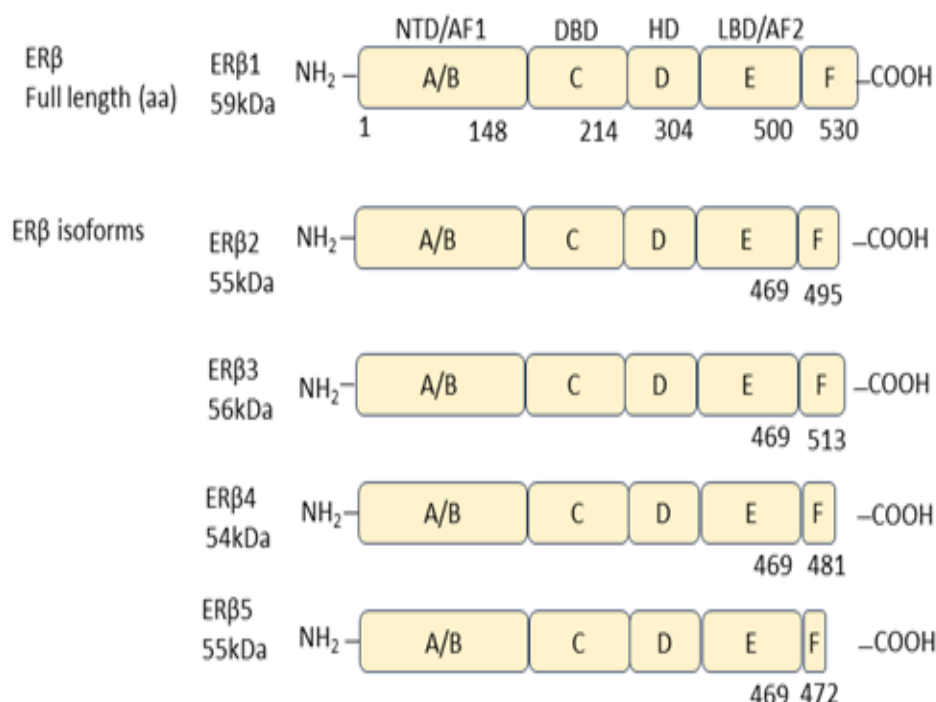 NTD/AF1 DBD HD LBD/AF2
ERβ
Full length (aa)
ERβ1
59kDa
NH2 A/B C D E F COOH
1 148 214 304 500 530
ERβ isoforms
ERβ2
55kDa
NH2 A/B C D E F COOH
469 495
ERβ3
56kDa
NH2 A/B C D E F COOH
469 513
ERβ4
54kDa
NH2 A/B C D E F COOH
469 481
ERβ5
55kDa
NH2 A/B C D E F COOH
469 472